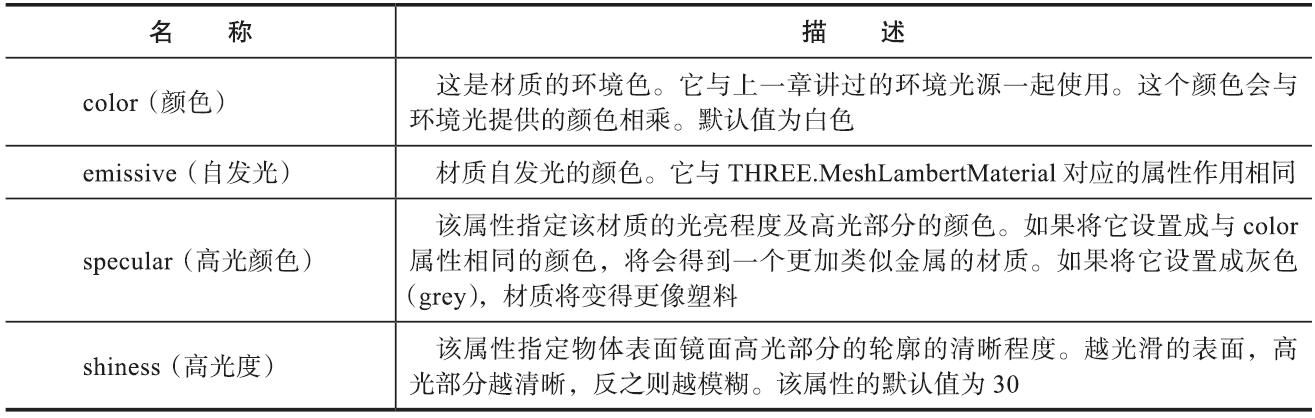 名 称 描 述
color（颜色） 这是材质的环境色。它与上一章讲过的环境光源一起使用。这个颜色会与
环境光提供的颜色相乘。默认值为白色
emissive（自发光） 材质自发光的颜色。它与 THREE.MeshLambertMaterial 对应的属性作用相同
该属性指定该材质的光亮程度及高光部分的颜色。如果将它设置成与 color
specular（高光颜色） 属性相同的颜色，将会得到一个更加类似金属的材质。如果将它设置成灰色
（grey），材质将变得更像塑料
shiness（高光度） 该属性指定物体表面镜面高光部分的轮廓的清晰程度。越光滑的表面，高
光部分越清晰，反之则越模糊。该属性的默认值为 30